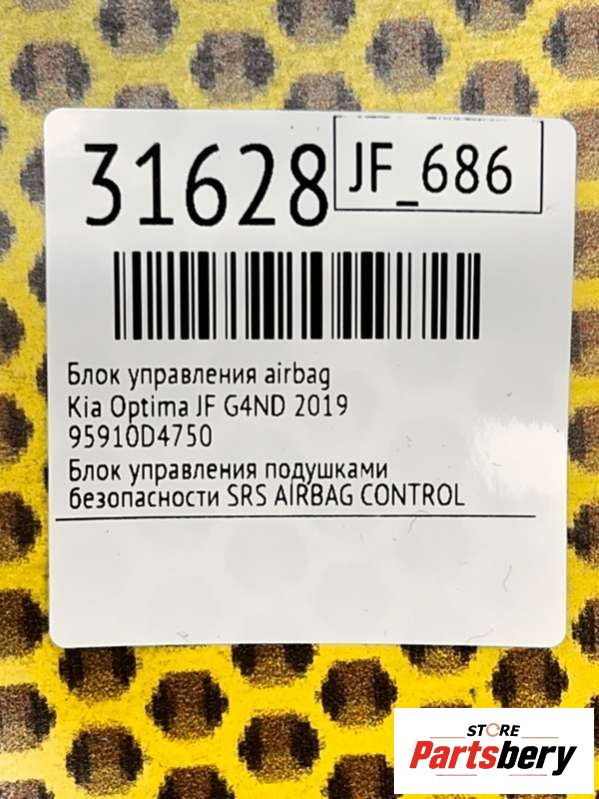 31628
JF_686
Блок управления airbag
Kia Optima JF G4ND 2019
95910D4750
Блок управления подушками
безопасности SRS AIRBAG CONTROL
STORE
Partsbery